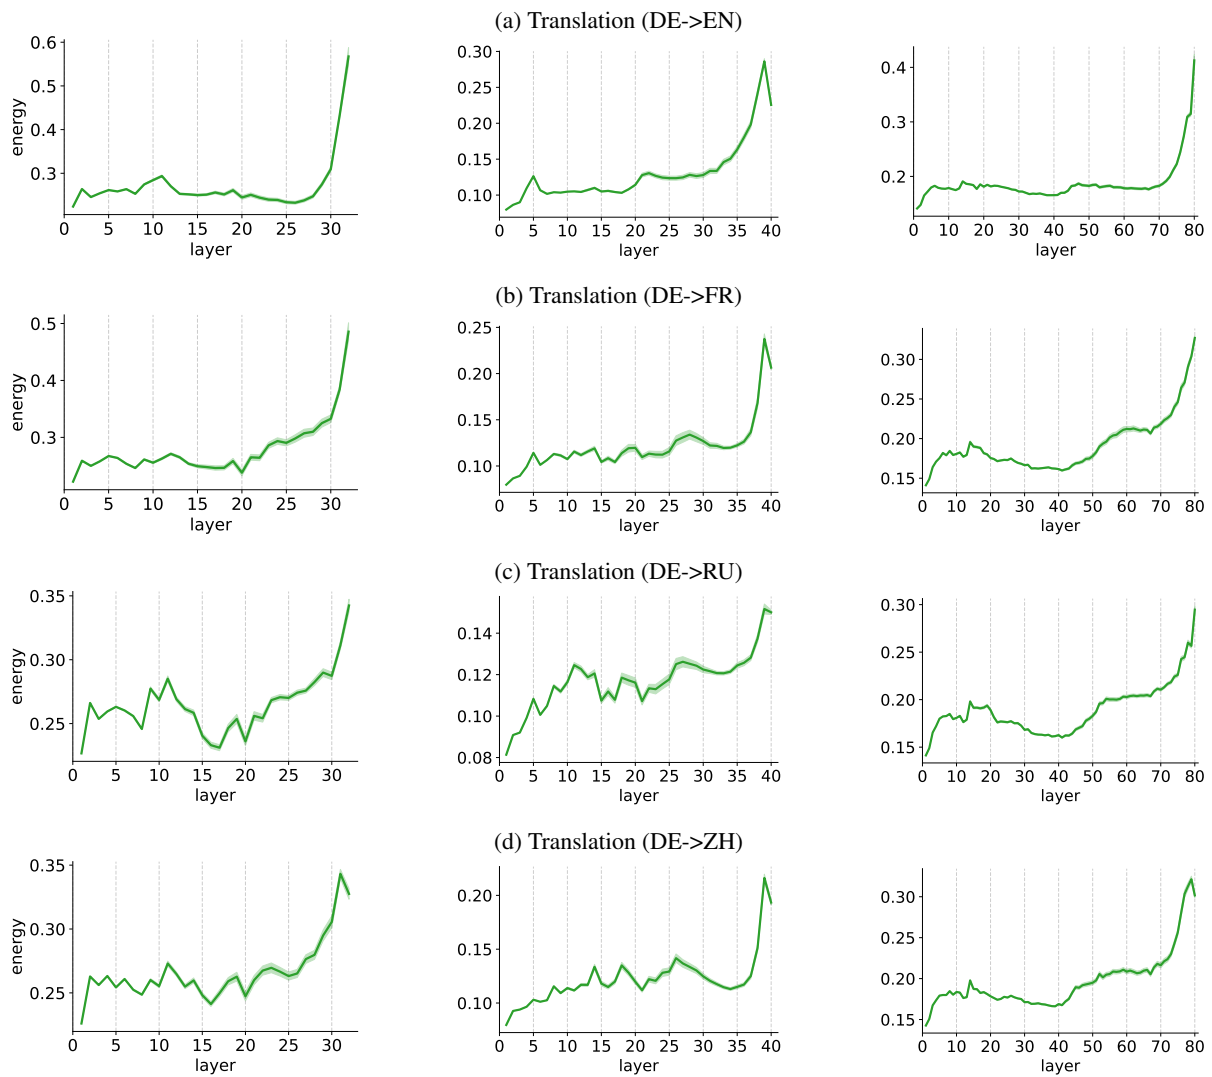 (a) Translation (DE->EN)
0.6
0.5
0.4
0.3
energy
0 5 10 15 20 25 30
layer
0.30
0.25
0.20
0.15
0.10
0 5 10 15 20 25 30 35 40
layer
0.4
0.3
0.2
0 10 20 30 40 50 60 70 80
layer
(b) Translation (DE->FR)
0.5
0.4
0.3
energy
0 5 10 15 20 25 30
layer
0.25
0.20
0.15
0.10
0 5 10 15 20 25 30 35 40
layer
0.30
0.25
0.20
0.15
0 10 20 30 40 50 60 70 80
layer
(c) Translation (DE->RU)
0.35
0.30
0.25
energy
0 5 10 15 20 25 30
layer
0.14
0.12
0.10
0.08
0 5 10 15 20 25 30 35 40
layer
0.30
0.25
0.20
0.15
0 10 20 30 40 50 60 70 80
layer
(d) Translation (DE->ZH)
0.35
0.30
0.25
energy
0 5 10 15 20 25 30
layer
0.20
0.15
0.10
0 5 10 15 20 25 30 35 40
layer
0.30
0.25
0.20
0.15
0 10 20 30 40 50 60 70 80
layer